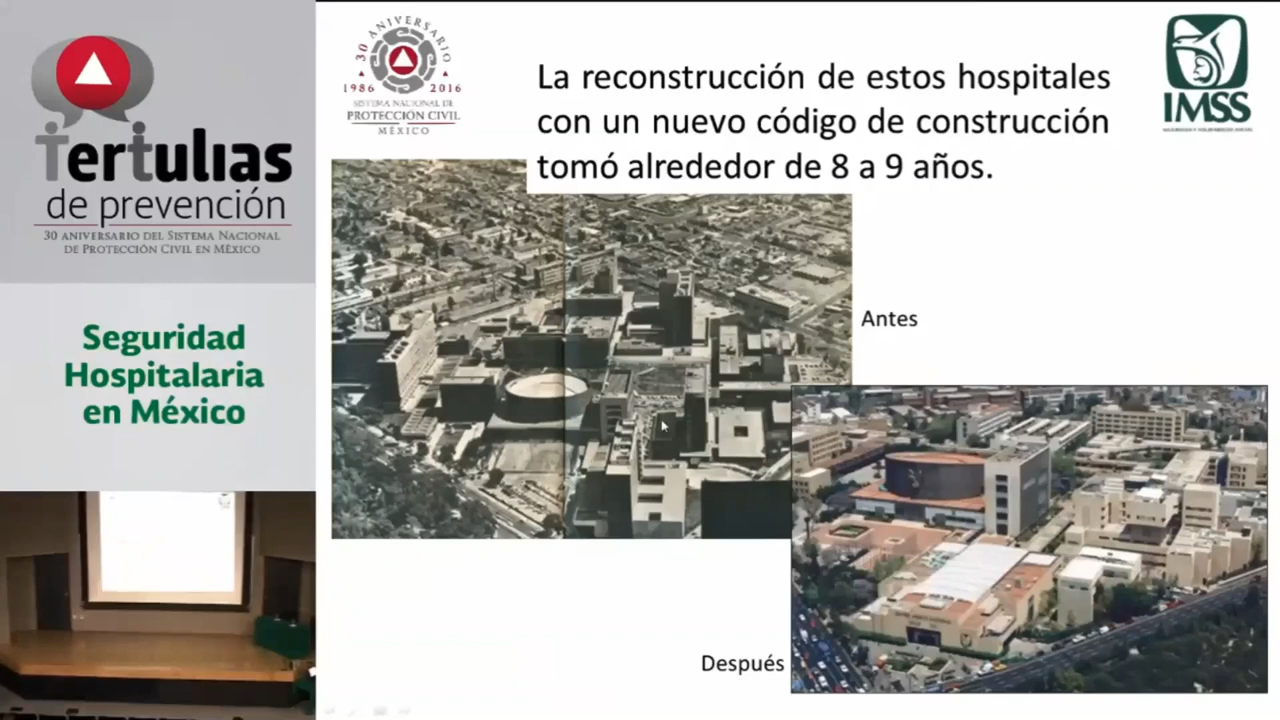 Tertulias
de prevención
30 ANIVERSARIO DEL SISTEMA NACIONAL
DE PROTECCIÓN CIVIL EN MÉXICO
Seguridad
Hospitalaria
en México
30 ANIVERSARIO
1986 2016
SISTEMA NACIONAL DE
PROTECCIÓN CIVIL
MÉXICO
La reconstrucción de estos hospitales
con un nuevo código de construcción
tomó alrededor de 8 a 9 años.
IMSS
Antes
Después